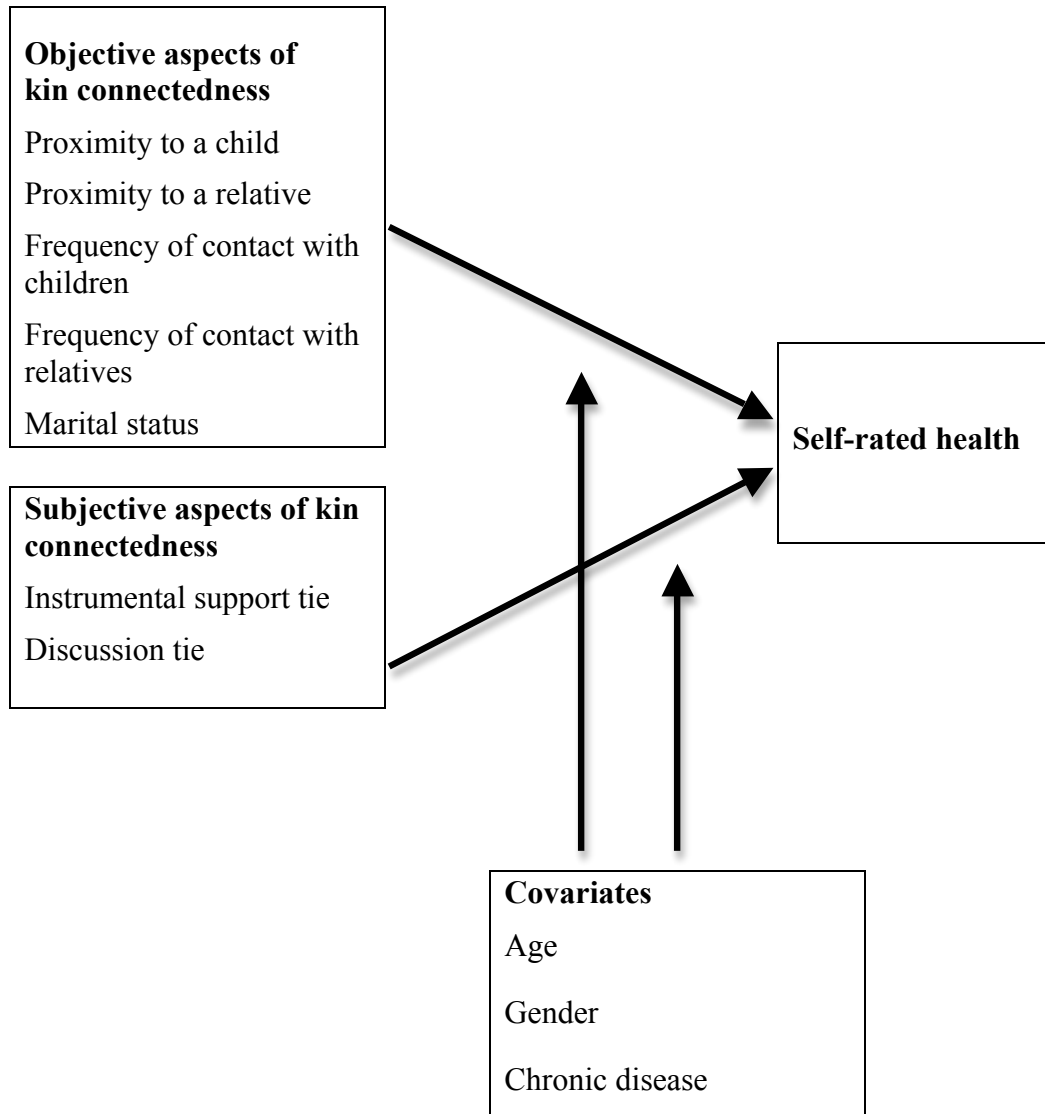 Objective aspects of
kin connectedness
Proximity to a child
Proximity to a relative
Frequency of contact with
children
Frequency of contact with
relatives
Marital status
Self-rated health
Subjective aspects of kin
connectedness
Instrumental support tie
Discussion tie
Covariates
Age
Gender
Chronic disease